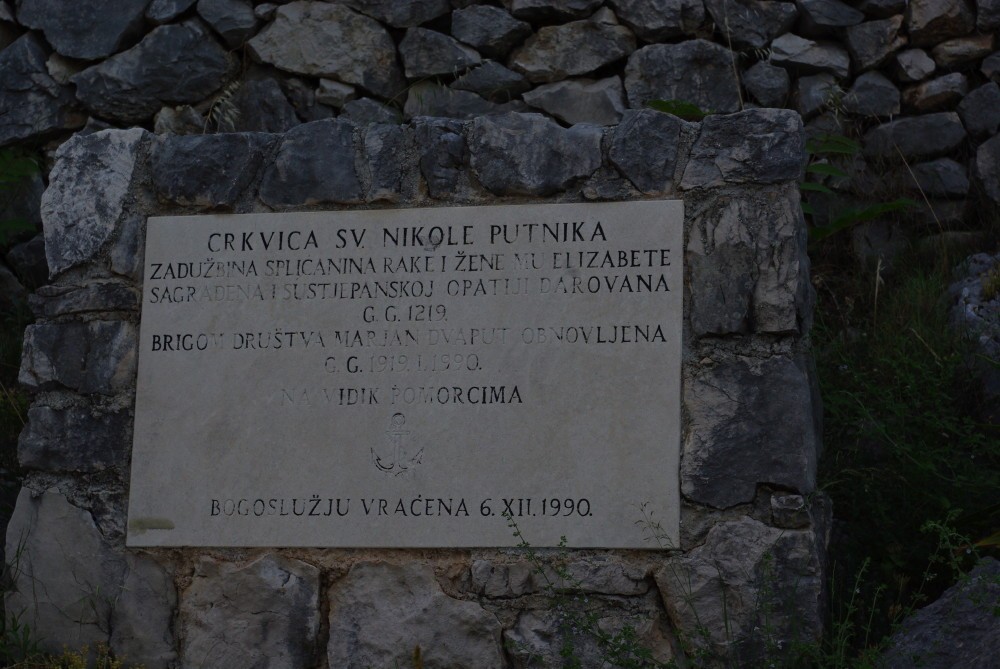 CRKVICA SV. NIKOLE PUTNIKA
ZADUŽBINA SPLIĆANINA RAKE I ŽENE MU ELIZABETE
SAGRAĐENA I SUSTJEPANSKOJ OPATIJI DAROVANA
G. G. 1219.
BRIGOM DRUŠTVA MARJAN DVAPUT OBNOVLJENA
G. G. 1919. I 1990.
NA VIDIK POMORCIMA
BOGOSLUŽJU VRAĆENA 6. XII. 1990.